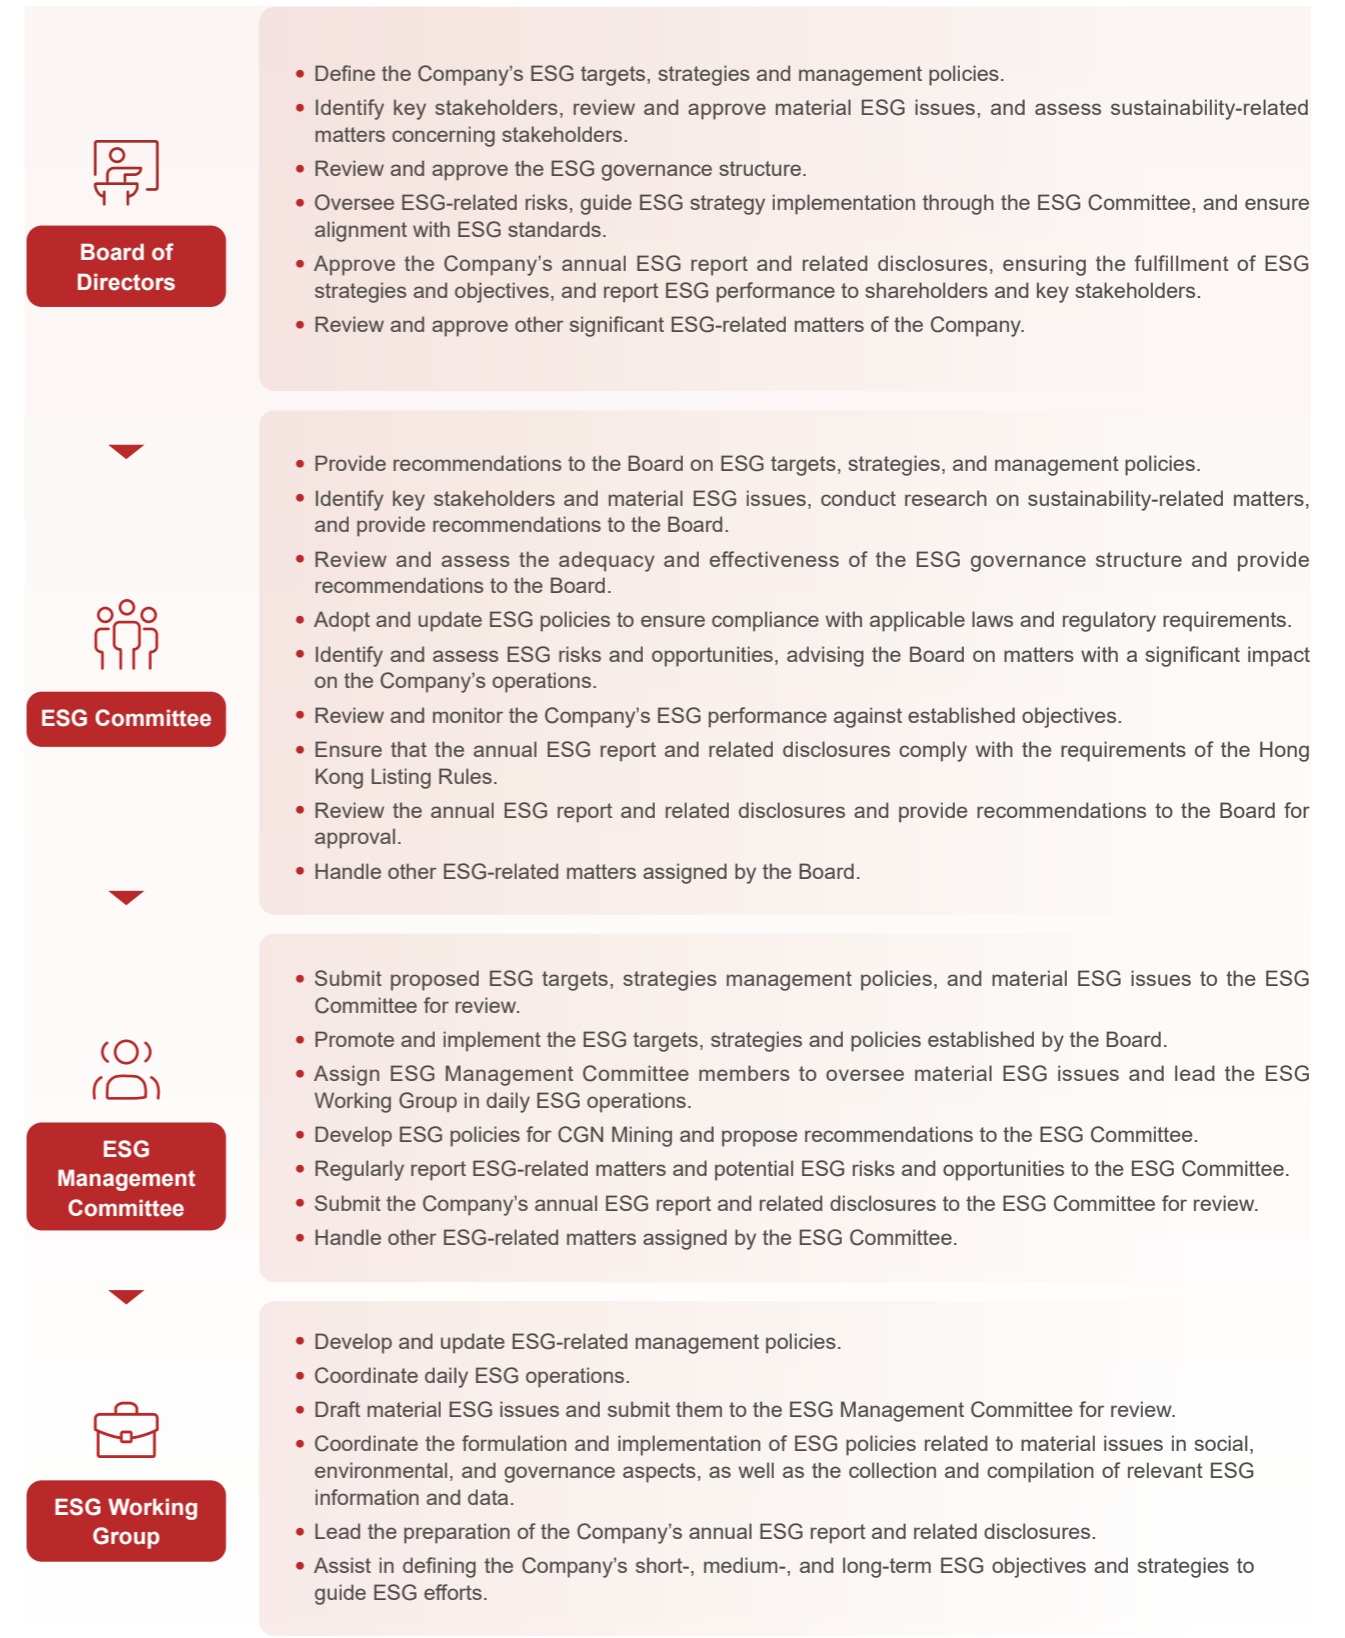 • Define the Company's ESG targets, strategies and management policies.
• Identify key stakeholders, review and approve material ESG issues, and assess sustainability-related
matters concerning stakeholders.
• Review and approve the ESG governance structure.
• Oversee ESG-related risks, guide ESG strategy implementation through the ESG Committee, and ensure
alignment with ESG standards.
Board of
Directors
• Approve the Company's annual ESG report and related disclosures, ensuring the fulfillment of ESG
strategies and objectives, and report ESG performance to shareholders and key stakeholders.
• Review and approve other significant ESG-related matters of the Company.
• Provide recommendations to the Board on ESG targets, strategies, and management policies.
• Identify key stakeholders and material ESG issues, conduct research on sustainability-related matters,
and provide recommendations to the Board.
• Review and assess the adequacy and effectiveness of the ESG governance structure and provide
recommendations to the Board.
• Adopt and update ESG policies to ensure compliance with applicable laws and regulatory requirements.
• Identify and assess ESG risks and opportunities, advising the Board on matters with a significant impact
on the Company's operations.
ESG Committee
• Review and monitor the Company's ESG performance against established objectives.
• Ensure that the annual ESG report and related disclosures comply with the requirements of the Hong
Kong Listing Rules.
• Review the annual ESG report and related disclosures and provide recommendations to the Board for
approval.
• Handle other ESG-related matters assigned by the Board.
• Submit proposed ESG targets, strategies management policies, and material ESG issues to the ESG
Committee for review.
• Promote and implement the ESG targets, strategies and policies established by the Board.
• Assign ESG Management Committee members to oversee material ESG issues and lead the ESG
Working Group in daily ESG operations.
ESG
Management
Committee
• Develop ESG policies for CGN Mining and propose recommendations to the ESG Committee.
• Regularly report ESG-related matters and potential ESG risks and opportunities to the ESG Committee.
• Submit the Company's annual ESG report and related disclosures to the ESG Committee for review.
• Handle other ESG-related matters assigned by the ESG Committee.
• Develop and update ESG-related management policies.
• Coordinate daily ESG operations.
• Draft material ESG issues and submit them to the ESG Management Committee for review.
• Coordinate the formulation and implementation of ESG policies related to material issues in social,
environmental, and governance aspects, as well as the collection and compilation of relevant ESG
information and data.
ESG Working
Group
• Lead the preparation of the Company's annual ESG report and related disclosures.
• Assist in defining the Company's short-, medium-, and long-term ESG objectives and strategies to
guide ESG efforts.